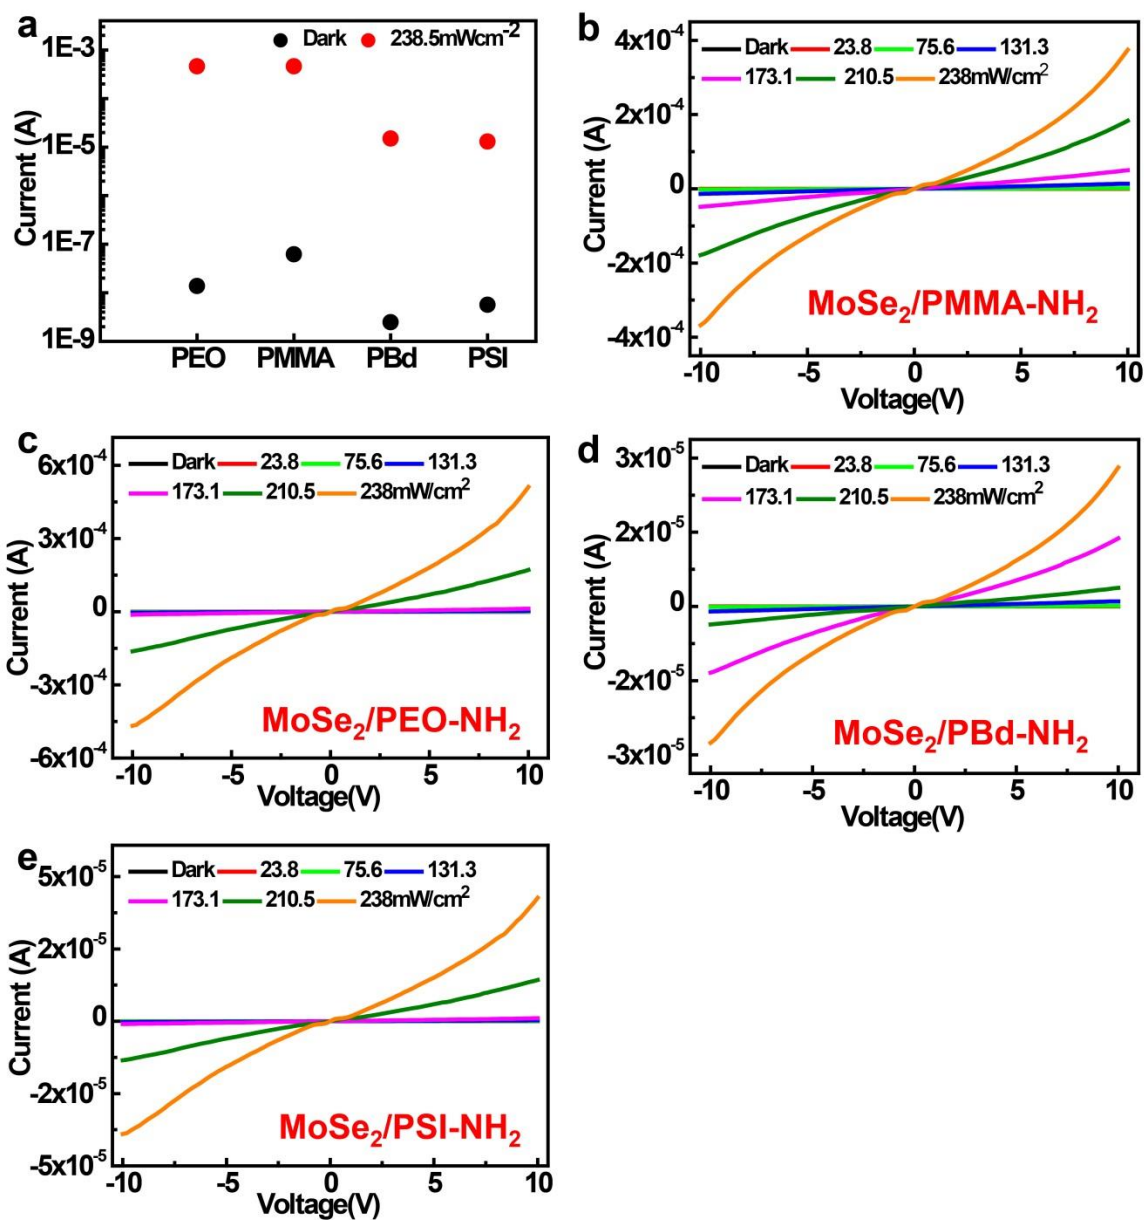 a
Dark 238.5mWcm-2
1E-3
1E-5
1E-7
1E-9
Current (A)
PEO PMMA PBd PSI
b
Dark 23.8 75.6 131.3
173.1 210.5 238mW/cm2
4x10-4
2x10-4
0
-2x10-4
-4x10-4
Current (A)
MoSe2/PMMA-NH2
-10 -5 0 5 10
Voltage(V)
c
Dark 23.8 75.6 131.3
173.1 210.5 238mW/cm2
6x10-4
3x10-4
0
-3x10-4
-6x10-4
Current (A)
MoSe2/PEO-NH2
-10 -5 0 5 10
Voltage(V)
d
Dark 23.8 75.6 131.3
173.1 210.5 238mW/cm2
3x10-5
2x10-5
0
-2x10-5
-3x10-5
Current (A)
MoSe2/PBd-NH2
-10 -5 0 5 10
Voltage(V)
e
Dark 23.8 75.6 131.3
173.1 210.5 238mW/cm2
5x10-5
2x10-5
0
-2x10-5
-5x10-5
Current (A)
MoSe2/PSI-NH2
-10 -5 0 5 10
Voltage(V)